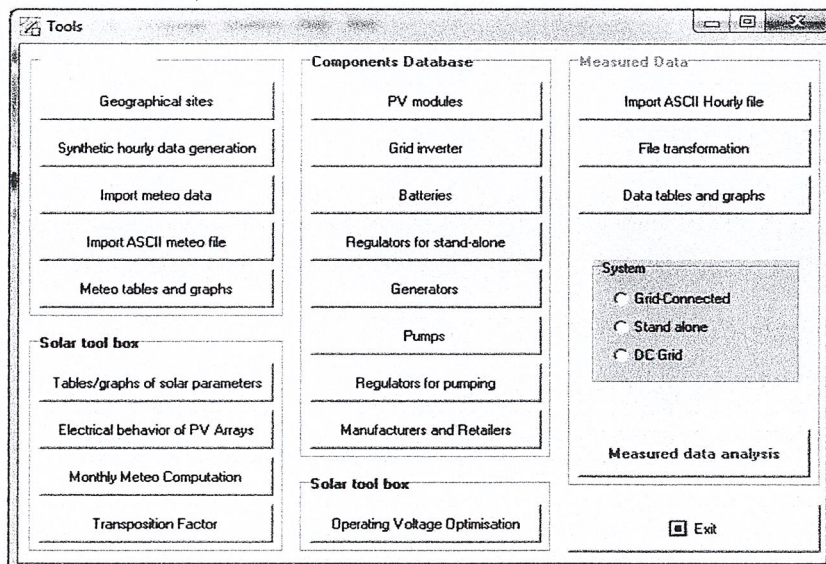 Tools
Geographical sites
Synthetic hourly data generation
Import meteo data
Import ASCII meteo file
Meteo tables and graphs
Solar tool box
Tables/graphs of solar parameters
Electrical behavior of PV Arrays
Monthly Meteo Computation
Transposition Factor
Components Database
PV modules
Grid inverter
Batteries
Regulators for stand-alone
Generators
Pumps
Regulators for pumping
Manufacturers and Retailers
Solar tool box
Operating Voltage Optimisation
Measured Data
Import ASCII Hourly file
File transformation
Data tables and graphs
System
Grid-Connected
Stand alone
DC Grid
Measured data analysis
Exit